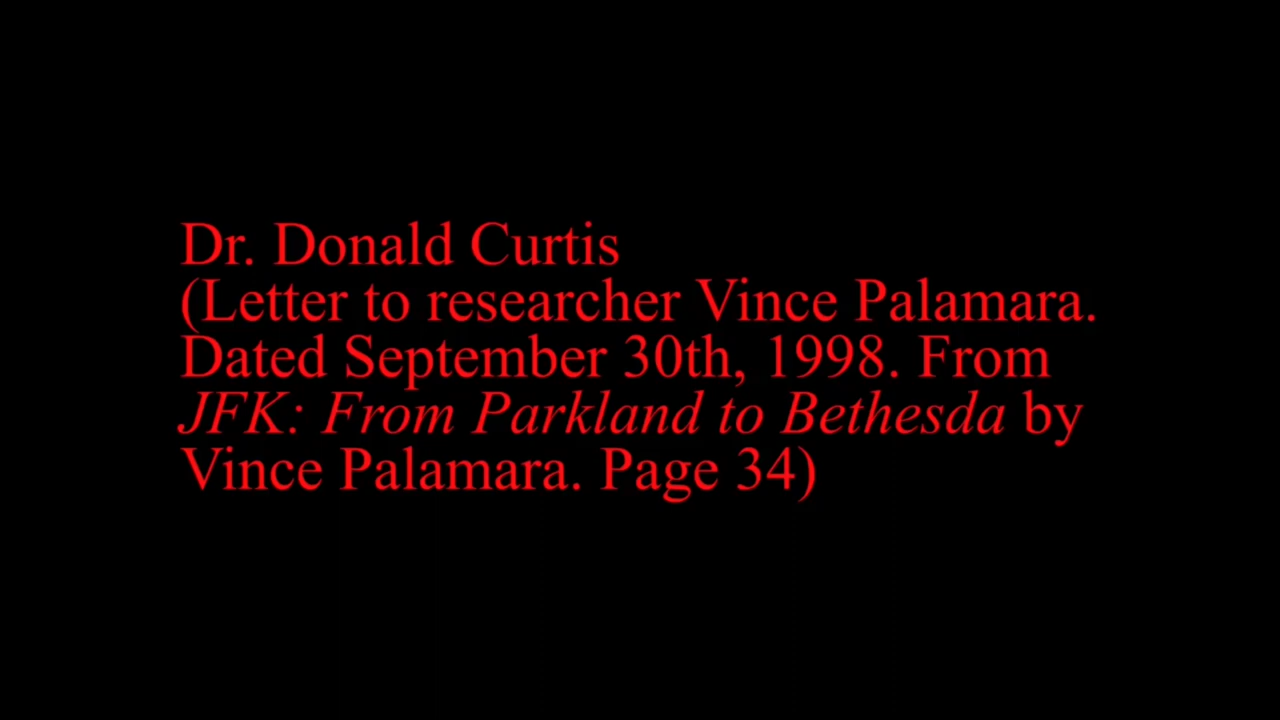 Dr. Donald Curtis
(Letter to researcher Vince Palamara.
Dated September 30th, 1998. From
JFK: From Parkland to Bethesda by
Vince Palamara. Page 34)